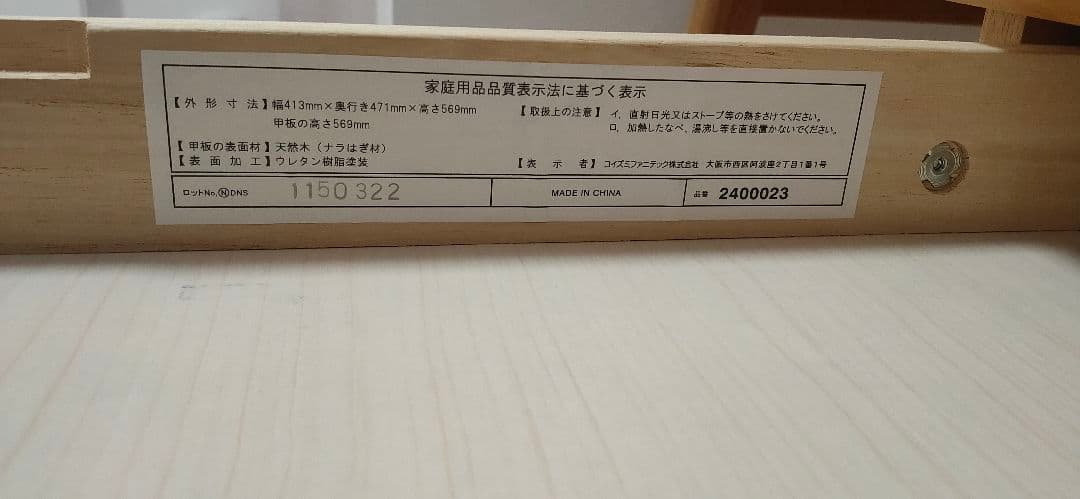 家庭用品品質表示法に基づく表示
【外形寸法】幅413mm×奥行き471mm×高さ569mm
甲板の高さ569mm
【甲板の表面材】天然木（ナラはぎ材）
【表面加工】ウレタン樹脂塗装
【取扱上の注意】イ．直射日光又はストーブ等の熱をさけてください。
ロ．加熱したなべ、湯沸し等を直接置かないでください。
【表示者】コイズミファニテック株式会社 大阪市西区阿波座2丁目1番1号
ロットNo.ⓃDNS 1150322
MADE IN CHINA
品番 2400023